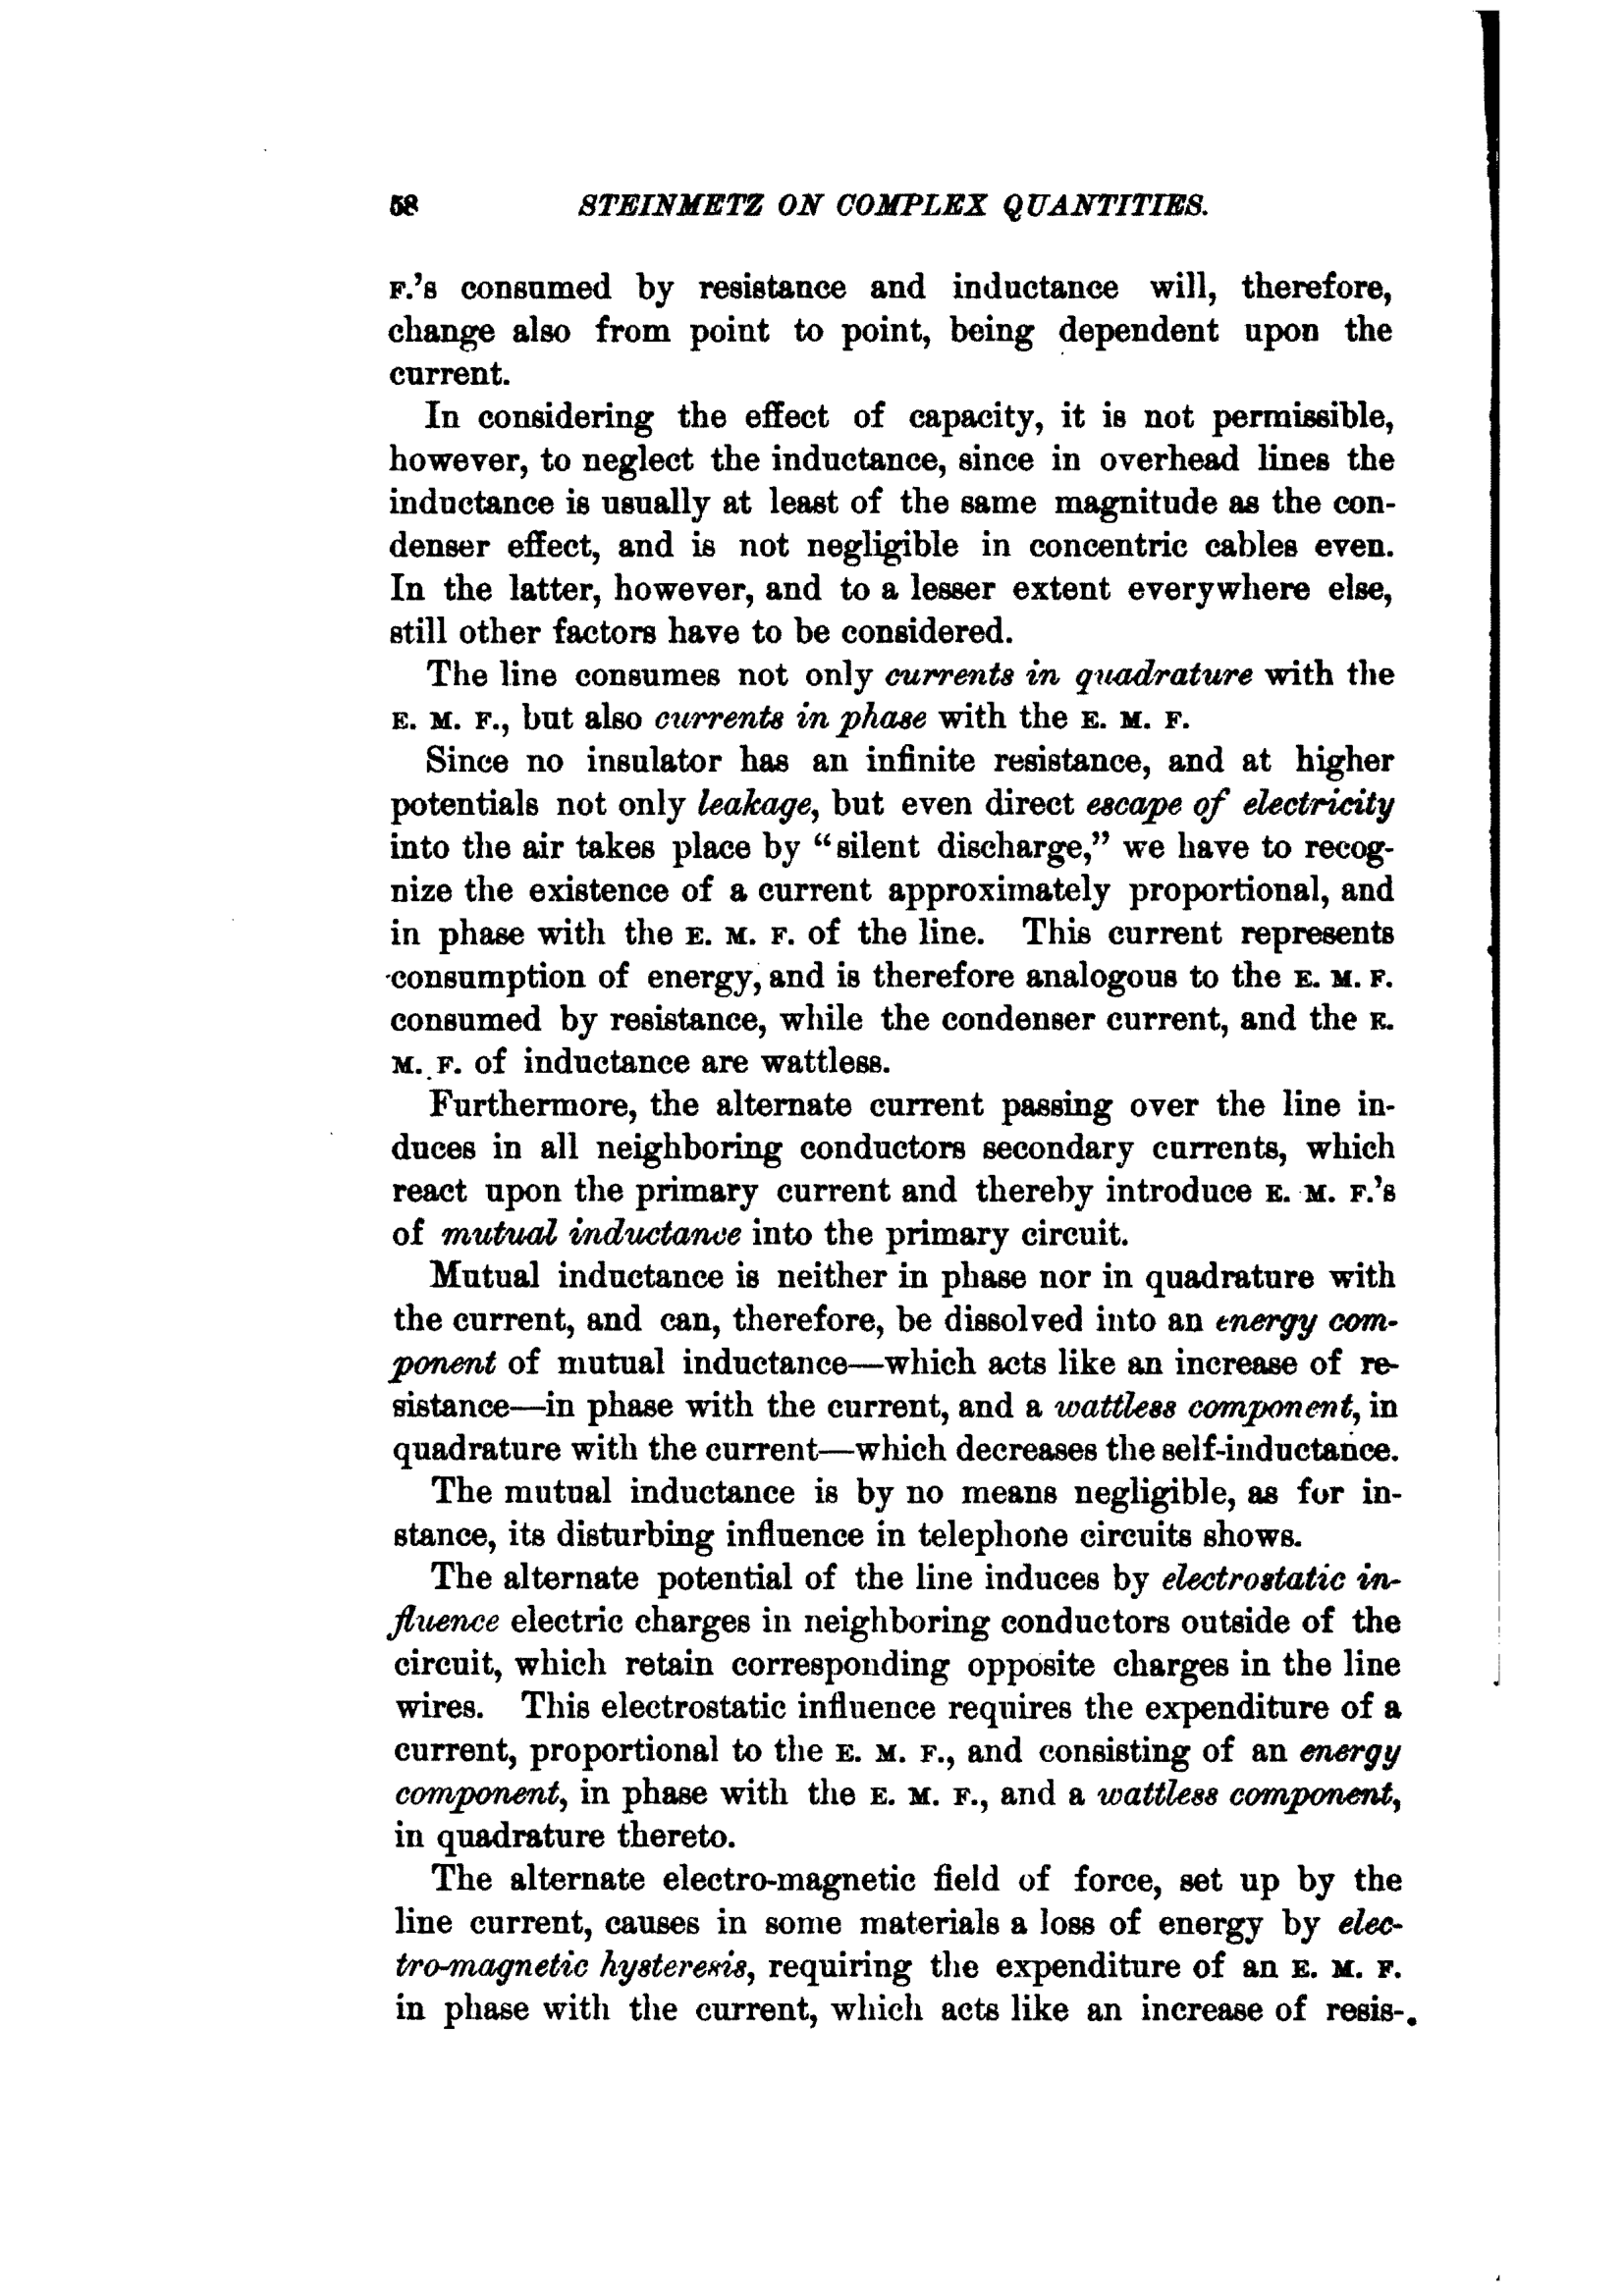 58 STEINMETZ ON COMPLEX QUANTITIES.
F.'s consumed by resistance and inductance will, therefore,
change also from point to point, being dependent upon the
current.
In considering the effect of capacity, it is not permissible,
however, to neglect the inductance, since in overhead lines the
inductance is usually at least of the same magnitude as the con-
denser effect, and is not negligible in concentric cables even.
In the latter, however, and to a lesser extent everywhere else,
still other factors have to be considered.
The line consumes not only currents in quadrature with the
E. M. F., but also currents in phase with the E. M. F.
Since no insulator has an infinite resistance, and at higher
potentials not only leakage, but even direct escape of electricity
into the air takes place by “silent discharge,” we have to recog-
nize the existence of a current approximately proportional, and
in phase with the E. M. F. of the line. This current represents
consumption of energy, and is therefore analogous to the E. M. F.
consumed by resistance, while the condenser current, and the E.
M. F. of inductance are wattless.
Furthermore, the alternate current passing over the line in-
duces in all neighboring conductors secondary currents, which
react upon the primary current and thereby introduce E. M. F.'s
of mutual inductance into the primary circuit.
Mutual inductance is neither in phase nor in quadrature with
the current, and can, therefore, be dissolved into an energy com-
ponent of mutual inductance—which acts like an increase of re-
sistance—in phase with the current, and a wattless component, in
quadrature with the current—which decreases the self-inductance.
The mutual inductance is by no means negligible, as for in-
stance, its disturbing influence in telephone circuits shows.
The alternate potential of the line induces by electrostatic in-
fluence electric charges in neighboring conductors outside of the
circuit, which retain corresponding opposite charges in the line
wires. This electrostatic influence requires the expenditure of a
current, proportional to the E. M. F., and consisting of an energy
component, in phase with the E. M. F., and a wattless component,
in quadrature thereto.
The alternate electro-magnetic field of force, set up by the
line current, causes in some materials a loss of energy by elec-
tro-magnetic hysteresis, requiring the expenditure of an E. M. F.
in phase with the current, which acts like an increase of resis-